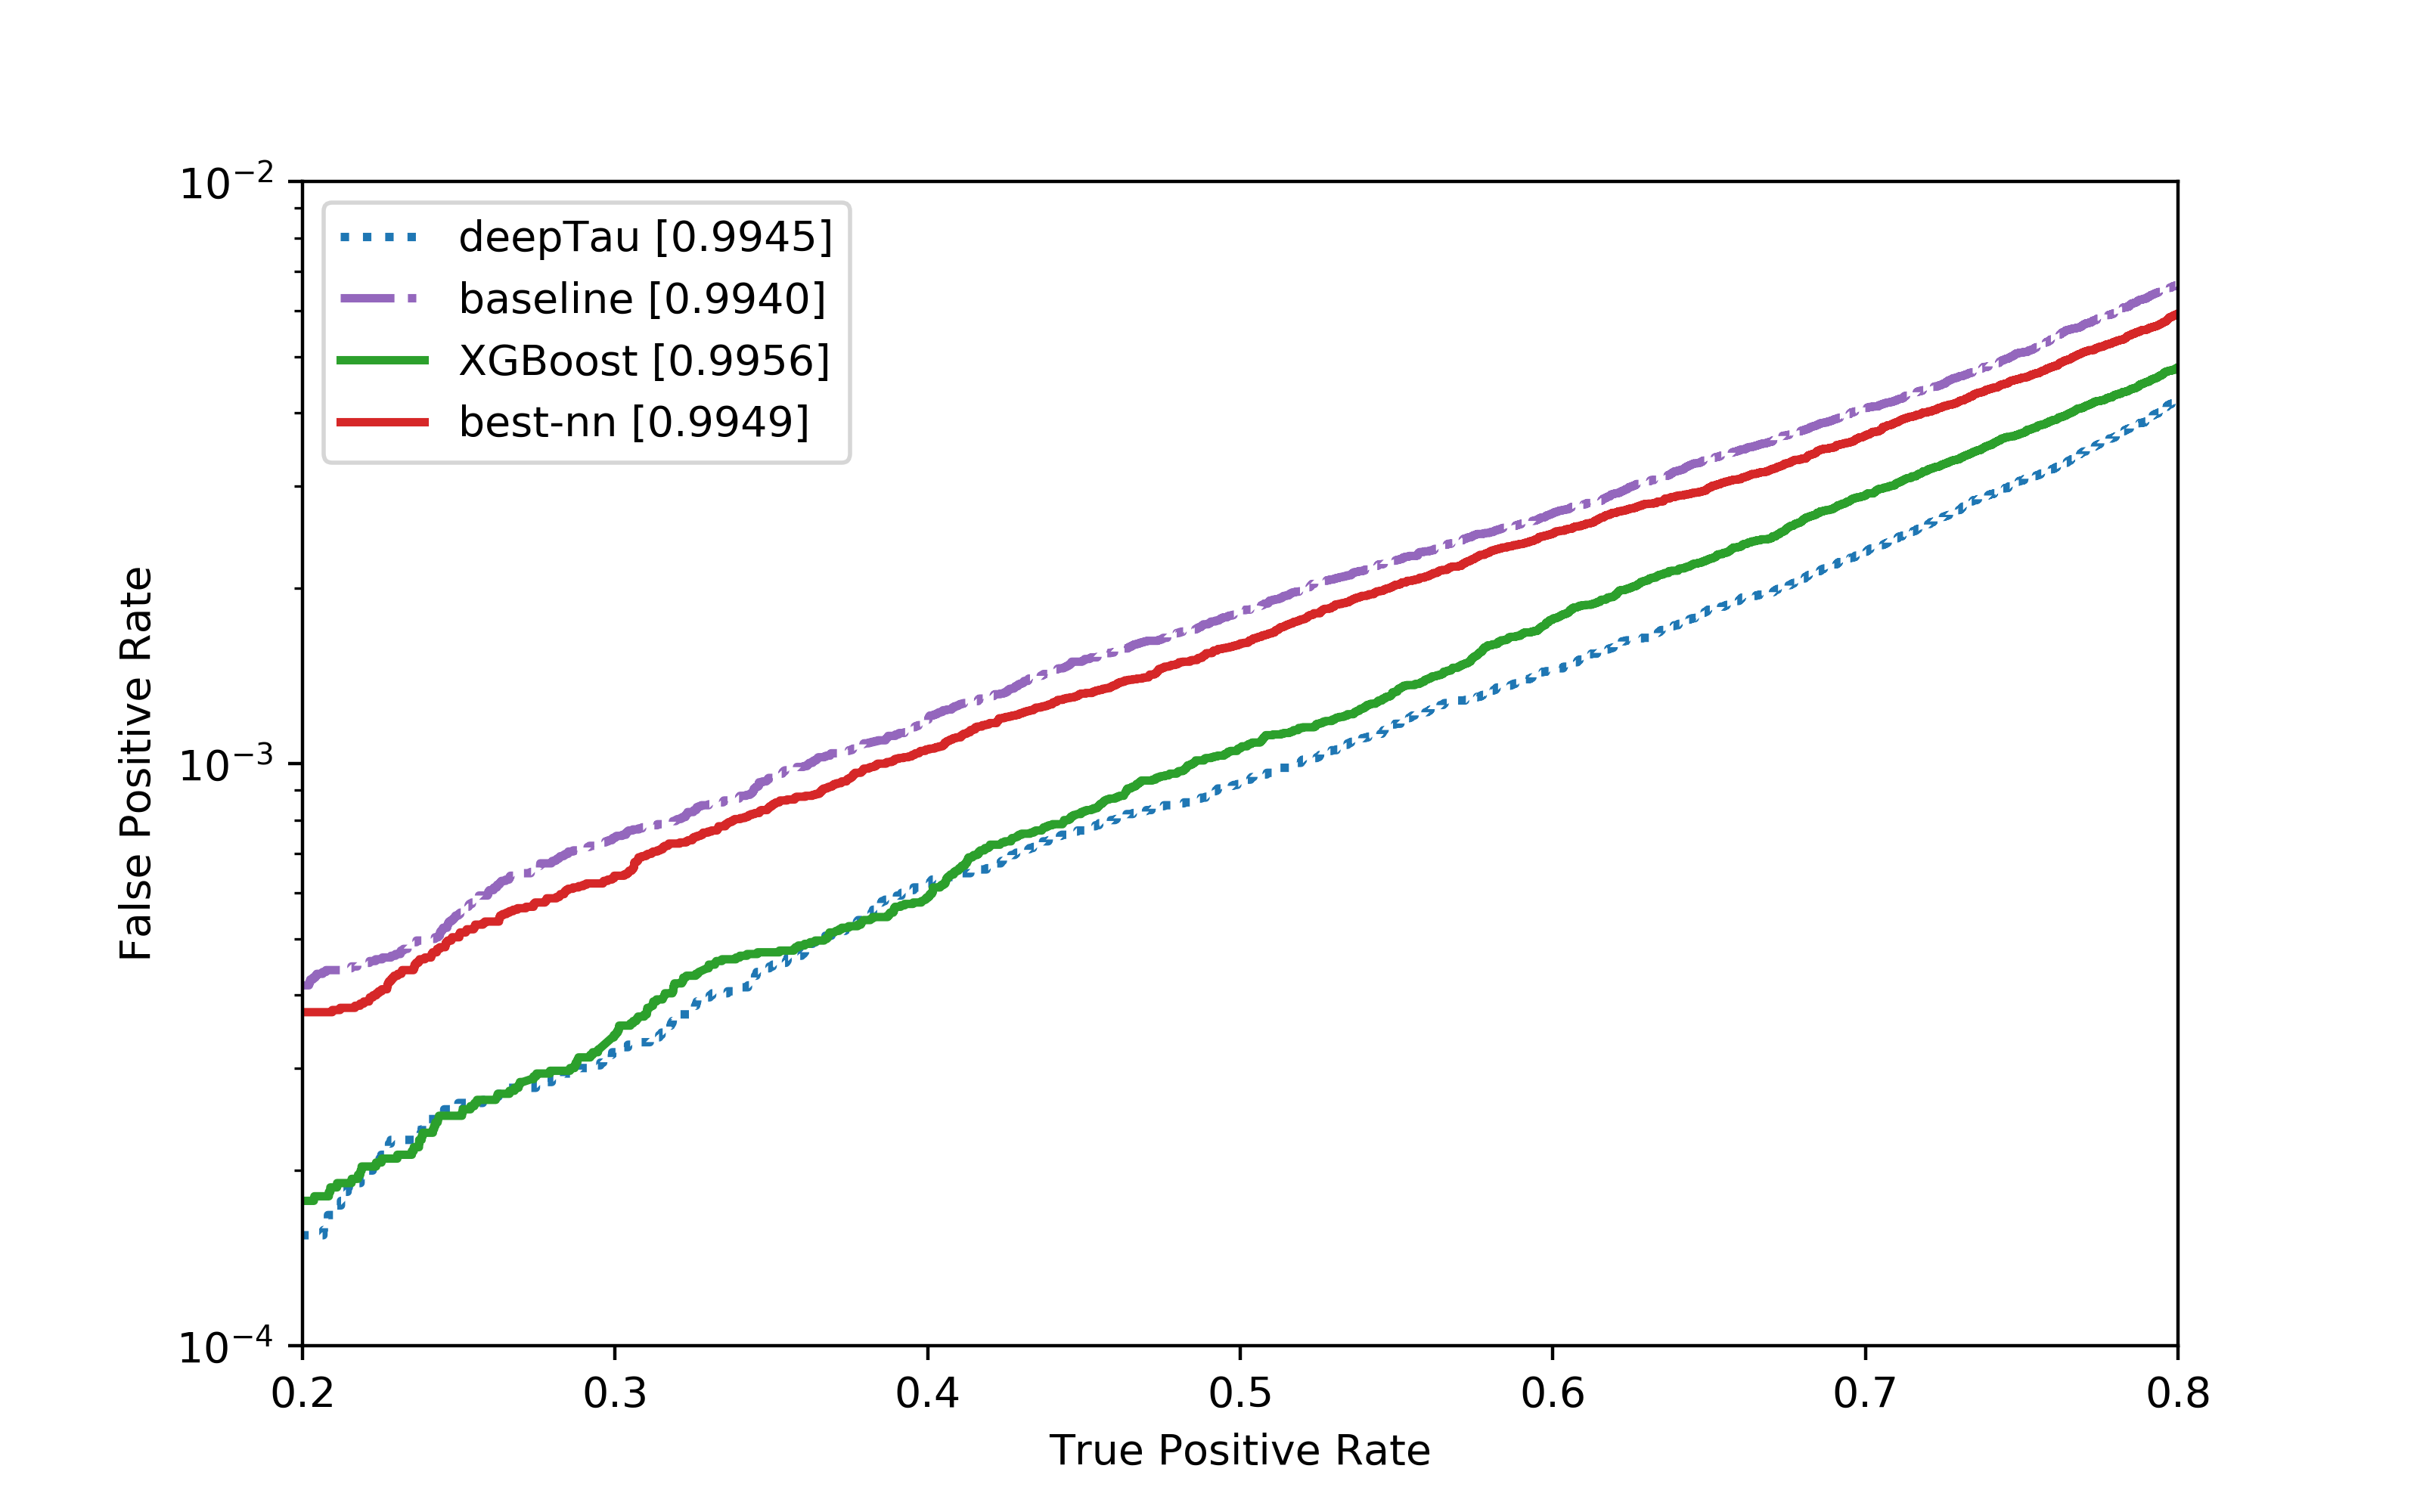 10⁻²
deepTau [0.9945]
baseline [0.9940]
XGBoost [0.9956]
best-nn [0.9949]
False Positive Rate
10⁻³
10⁻⁴
0.2 0.3 0.4 0.5 0.6 0.7 0.8
True Positive Rate